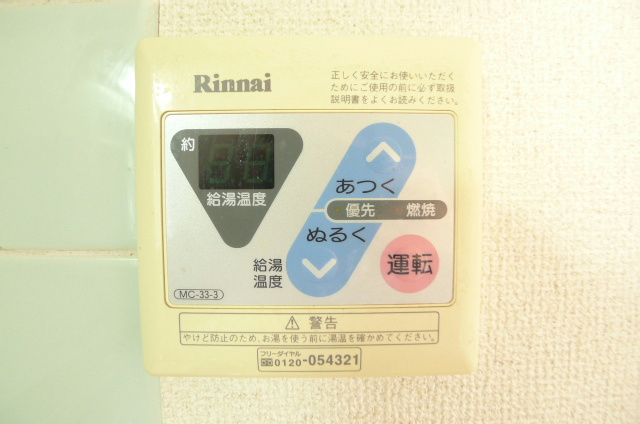 Rinnai
正しく安全にお使いいただく
ためにご使用の前に必ず取扱
説明書をよくお読みください。
約
給湯温度
あつく
優先 燃焼
ぬるく
給湯
温度
運転
MC-33-3
⚠ 警告
やけど防止のため、お湯を使う前に湯温を確かめてください。
フリーダイヤル
0120-054321